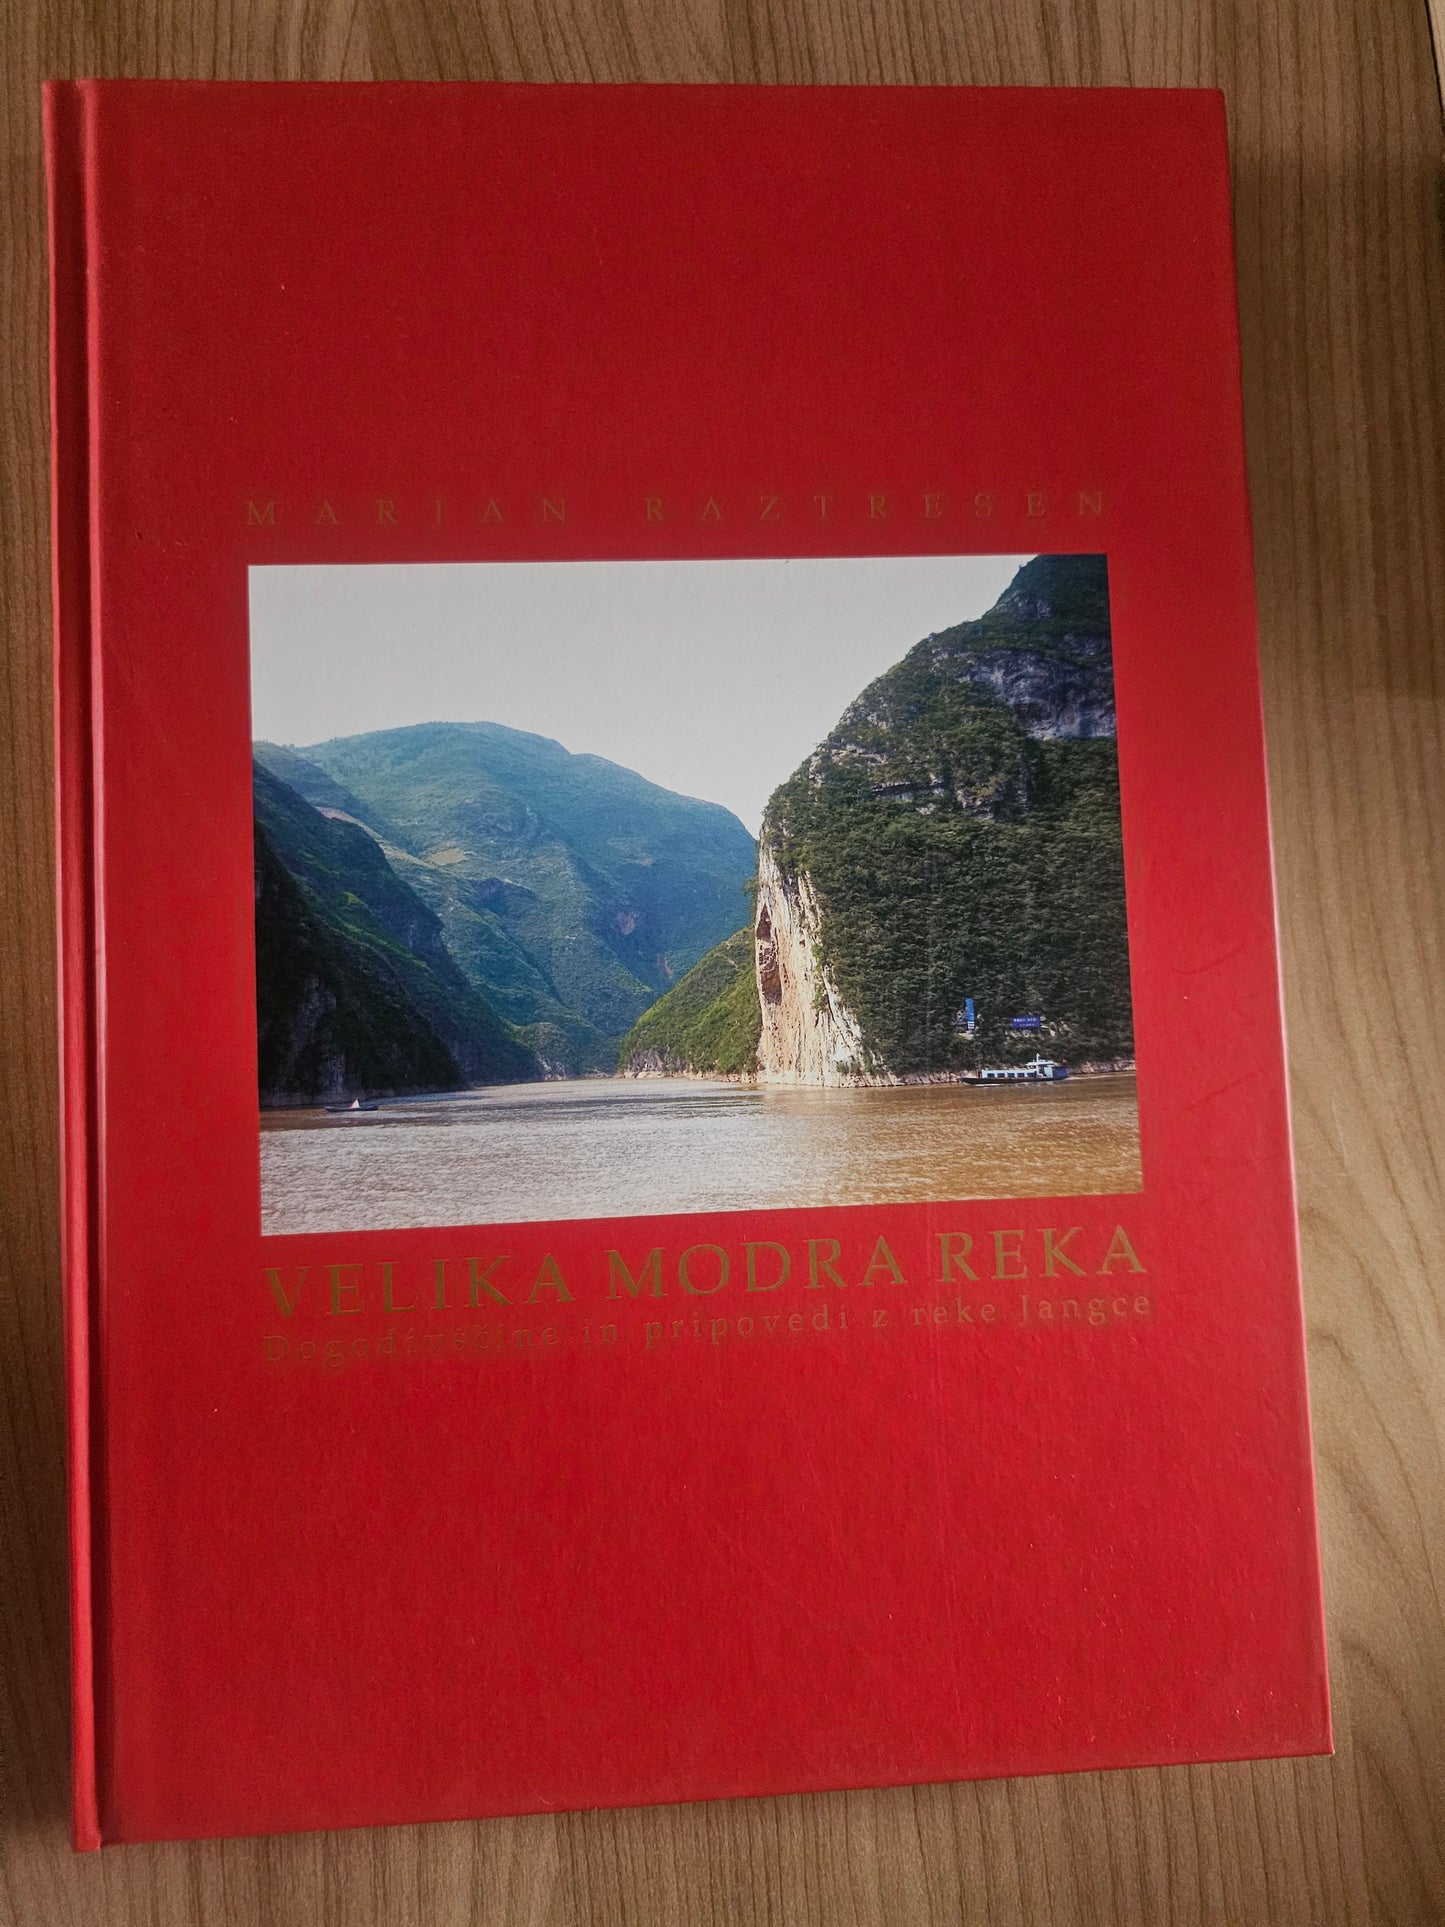 MARJAN RAZTRESEN
VELIKA MODRA REKA
Dogodivščine in pripovedi z reke Jangce